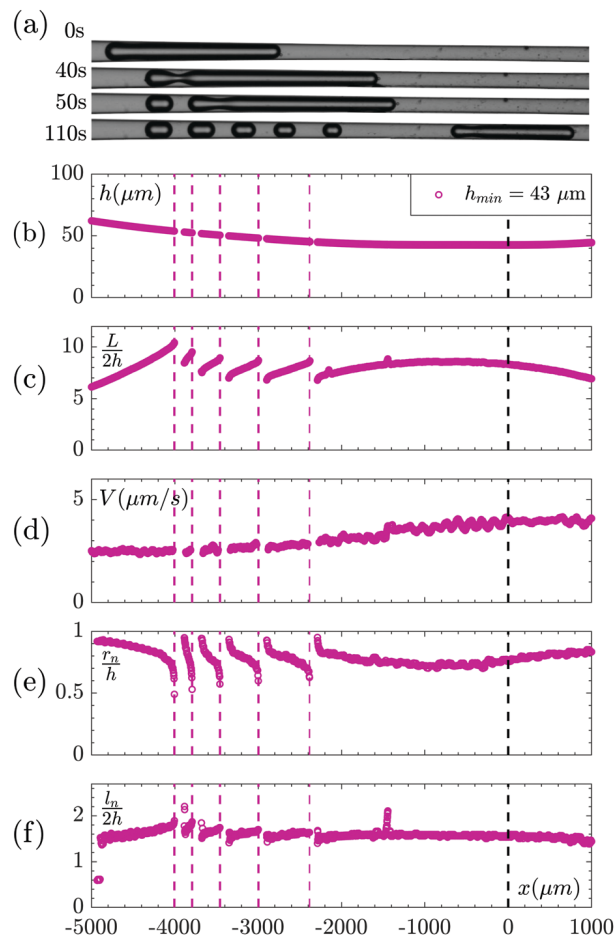 (a)
0s
40s
50s
110s
100
h(μm)
h_min = 43 μm
(b)
50
0
10
L/2h
(c)
5
0
5
V(μm/s)
(d)
0
1
(e)
r_n/h
0.5
0
2
l_n/2h
(f)
1
0
x(μm)
-5000 -4000 -3000 -2000 -1000 0 1000